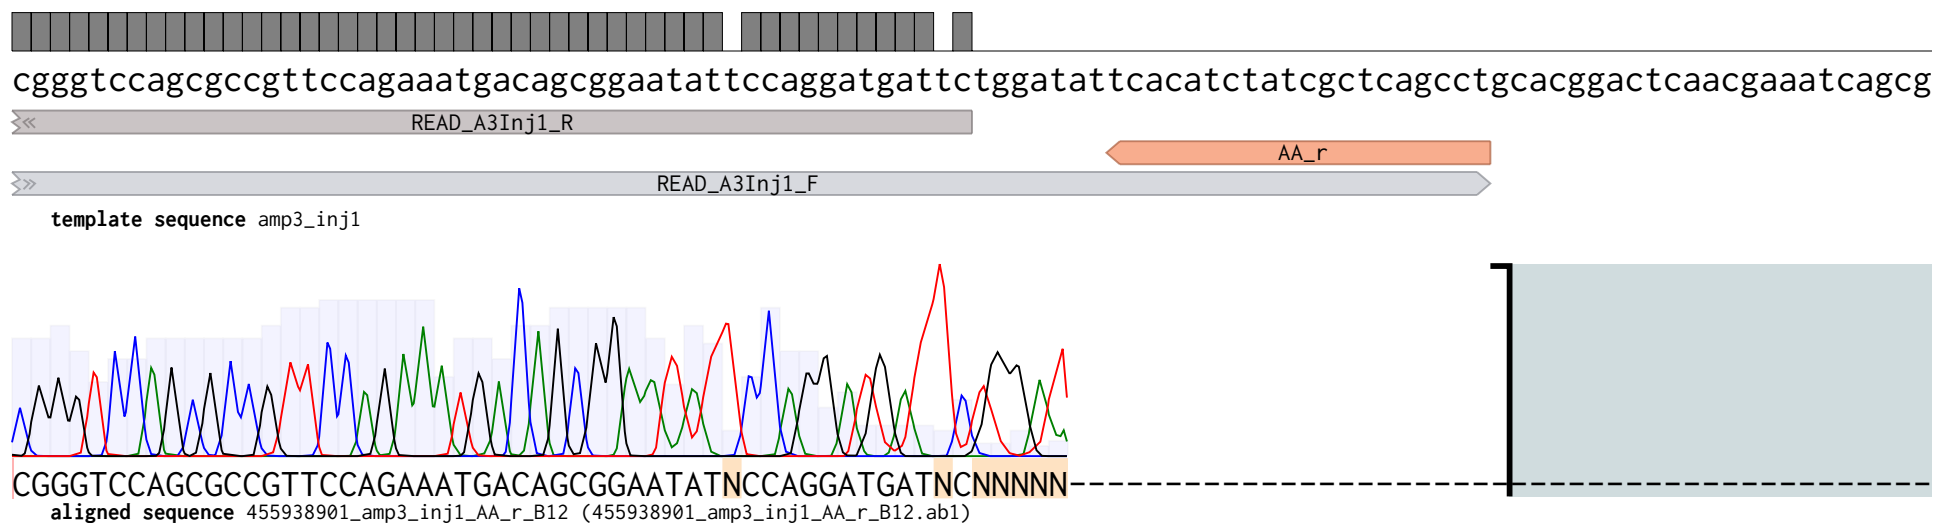 cgggtccagcgccgttccagaaatgacagcggaatattccaggatgattctggatattcacatctatcgctcagcctgcacggactcaacgaaatcagcg
READ_A3Inj1_R
AA_r
READ_A3Inj1_F
template sequence amp3_inj1
CGGGTCCAGCGCCGTTCCAGAAATGACAGCGGAATATNCCAGGATGATNCNNNNN
aligned sequence 455938901_amp3_inj1_AA_r_B12 (455938901_amp3_inj1_AA_r_B12.ab1)